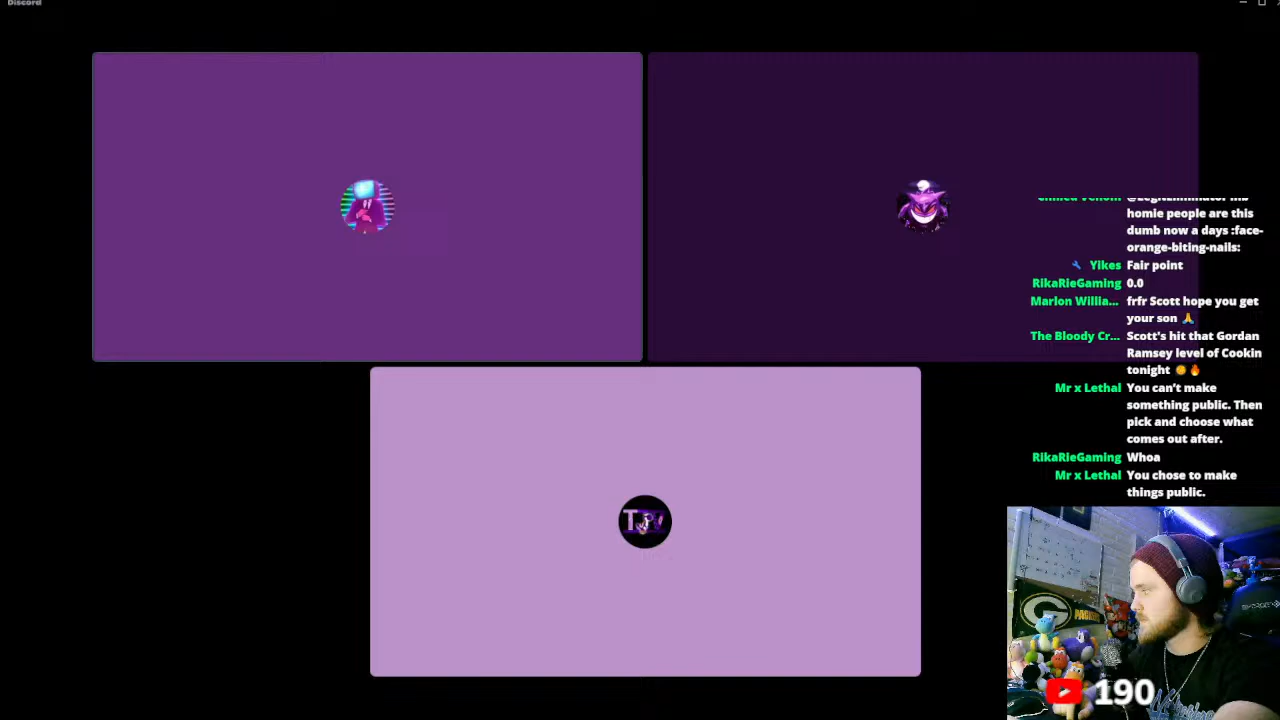 Discord
homie people are this
dumb now a days :face-
orange-biting-nails:
Yikes Fair point
RikaRieGaming 0.0
Marlon Willia... frfr Scott hope you get
your son 🙏
The Bloody Cr... Scott's hit that Gordan
Ramsey level of Cookin
tonight 🌞🔥
Mr x Lethal You can't make
something public. Then
pick and choose what
comes out after.
RikaRieGaming Whoa
Mr x Lethal You chose to make
things public.
PACKERS
G
190